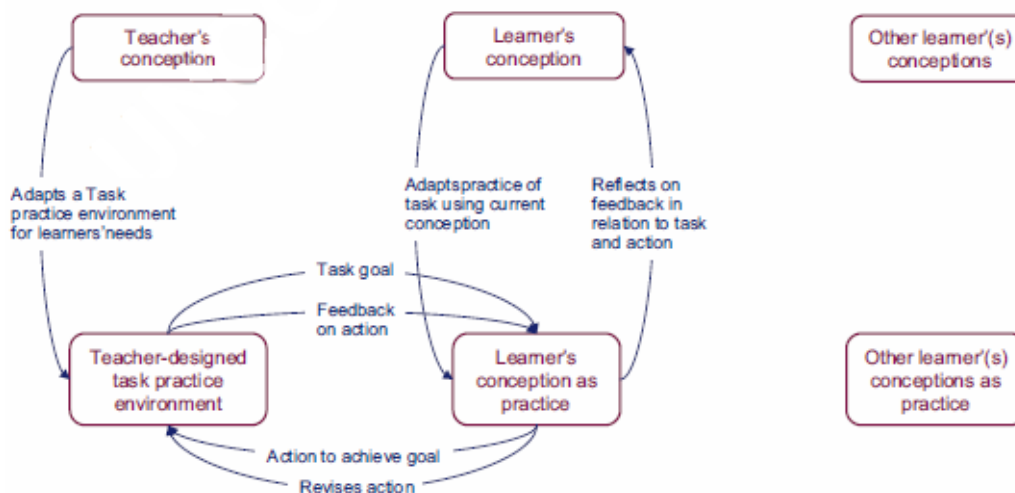 Teacher's
conception
Learner's
conception
Other learner'(s)
conceptions
Adapts a Task
practice environment
for learners'needs
Adaptspractice of
task using current
conception
Reflects on
feedback in
relation to task
and action
Task goal
Feedback
on action
Teacher-designed
task practice
environment
Learner's
conception as
practice
Other learner'(s)
conceptions as
practice
Action to achieve goal
Revises action